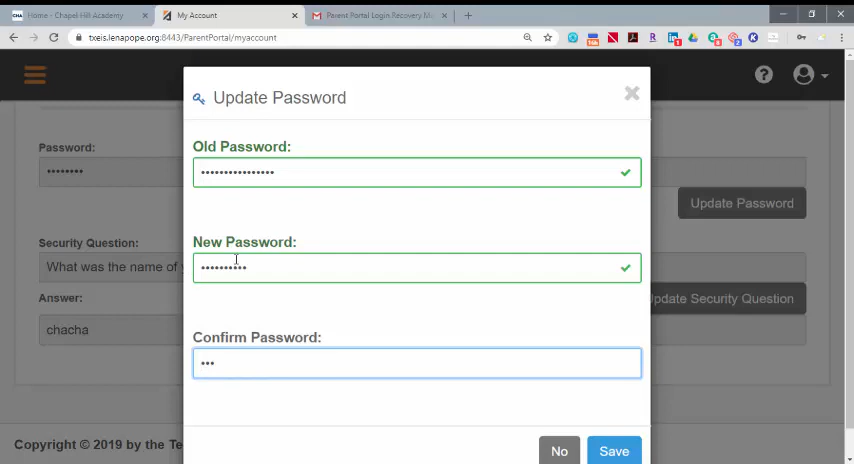 Home - Chapel Hill Academy
My Account
Parent Portal Login Recovery
txeis.lenapope.org:8443/ParentPortal/myaccount
Update Password
Old Password:
••••••••••••••••
Password:
••••••••
Update Password
New Password:
••••••••••
Security Question:
What was the name of
Answer:
Update Security Question
chacha
Confirm Password:
•••
Copyright © 2019 by the Te
No
Save